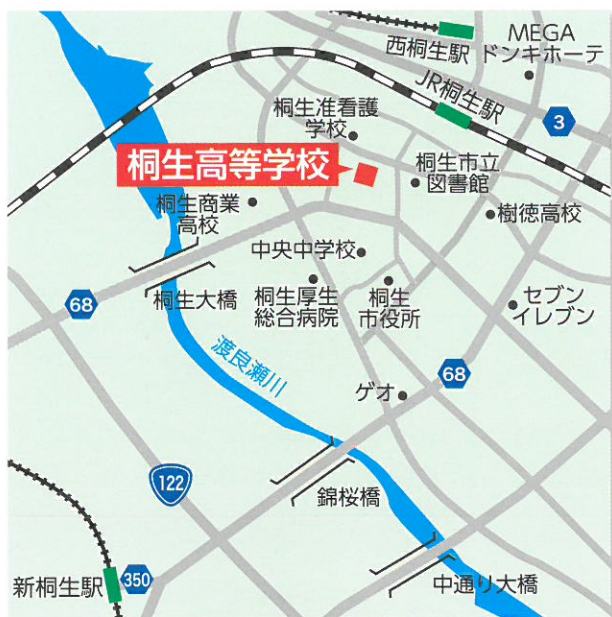 MEGA
ドンキホーテ
西桐生駅
JR桐生駅
3
桐生准看護
学校
桐生高等学校
桐生市立
図書館
樹徳高校
桐生商業
高校
中央中学校
桐生大橋
68
桐生厚生
総合病院
桐生
市役所
セブン
イレブン
渡良瀬川
68
ゲオ
122
錦桜橋
新桐生駅
350
中通り大橋